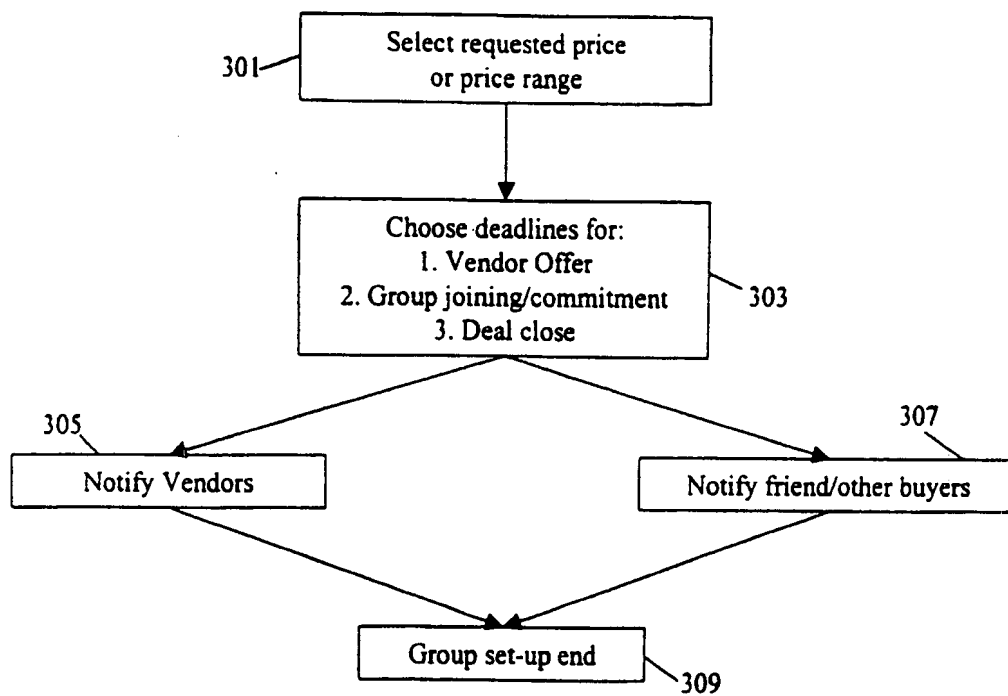 Select requested price
or price range
301
Choose deadlines for:
1. Vendor Offer
2. Group joining/commitment
3. Deal close
303
305
Notify Vendors
307
Notify friend/other buyers
Group set-up end
309